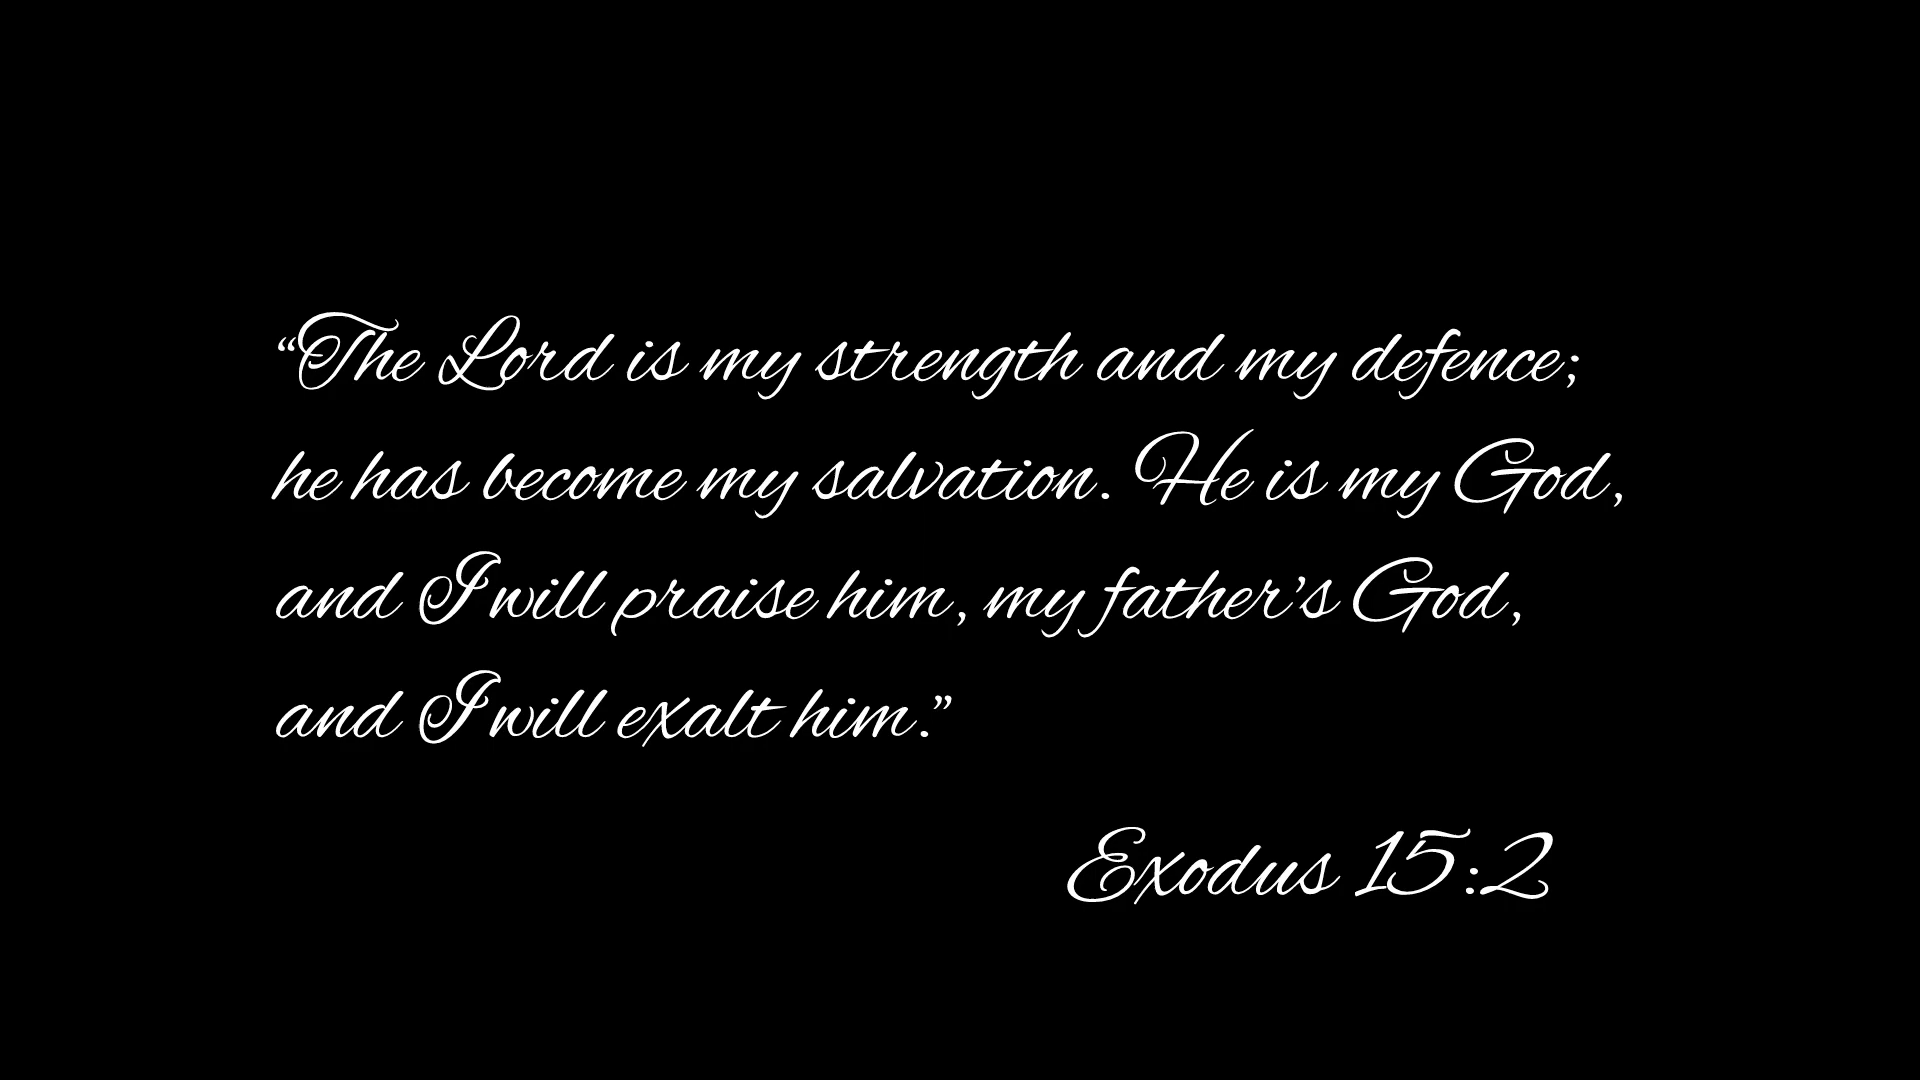 “The Lord is my strength and my defence;
he has become my salvation. He is my God,
and I will praise him, my father’s God,
and I will exalt him.”
Exodus 15:2